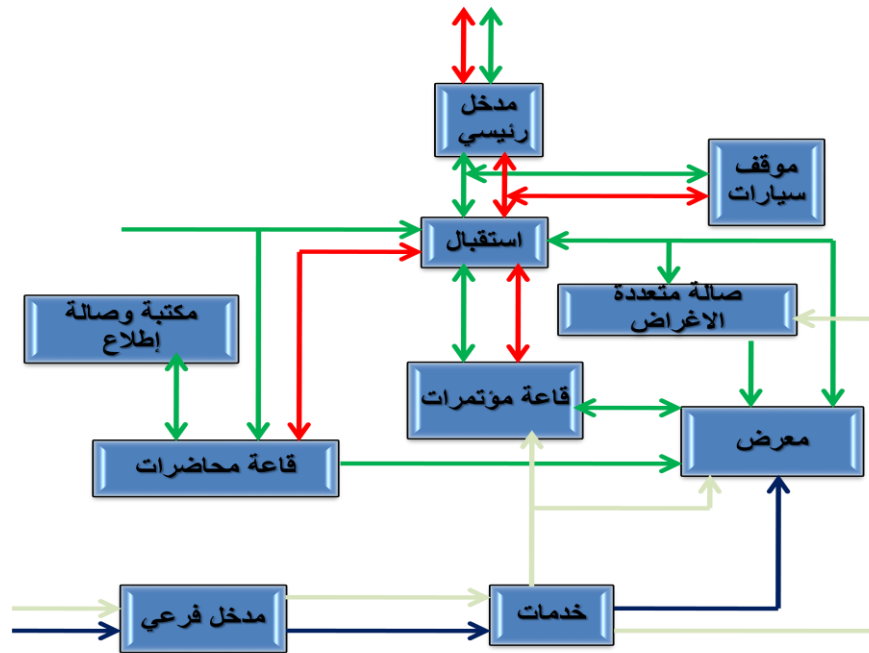 مدخل
رئيسي
موقف
سيارات
استقبال
صالة متعددة
الاغراض
مكتبة وصالة
إطلاع
قاعة مؤتمرات
معرض
قاعة محاضرات
خدمات
مدخل فرعي